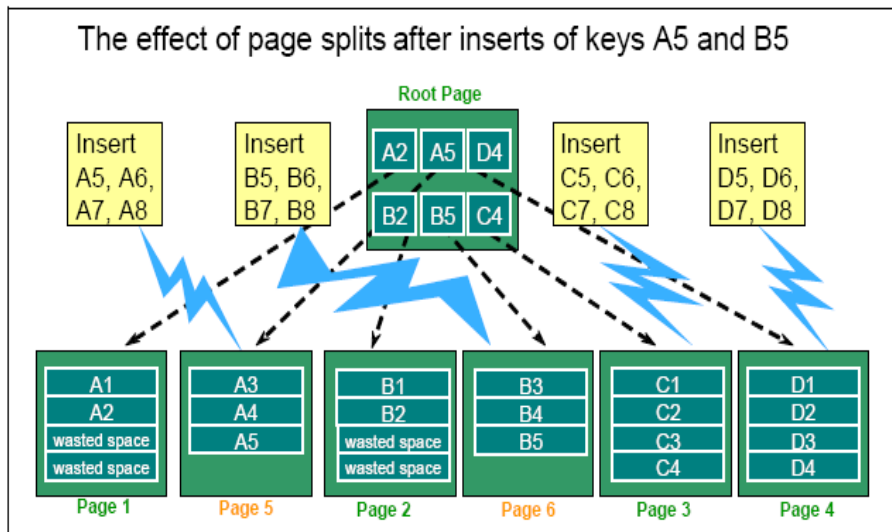 The effect of page splits after inserts of keys A5 and B5
Root Page
Insert
A5, A6,
A7, A8
Insert
B5, B6,
B7, B8
A2 A5 D4
B2 B5 C4
Insert
C5, C6,
C7, C8
Insert
D5, D6,
D7, D8
A1
A2
wasted space
wasted space
Page 1
A3
A4
A5
Page 5
B1
B2
wasted space
wasted space
Page 2
B3
B4
B5
Page 6
C1
C2
C3
C4
Page 3
D1
D2
D3
D4
Page 4